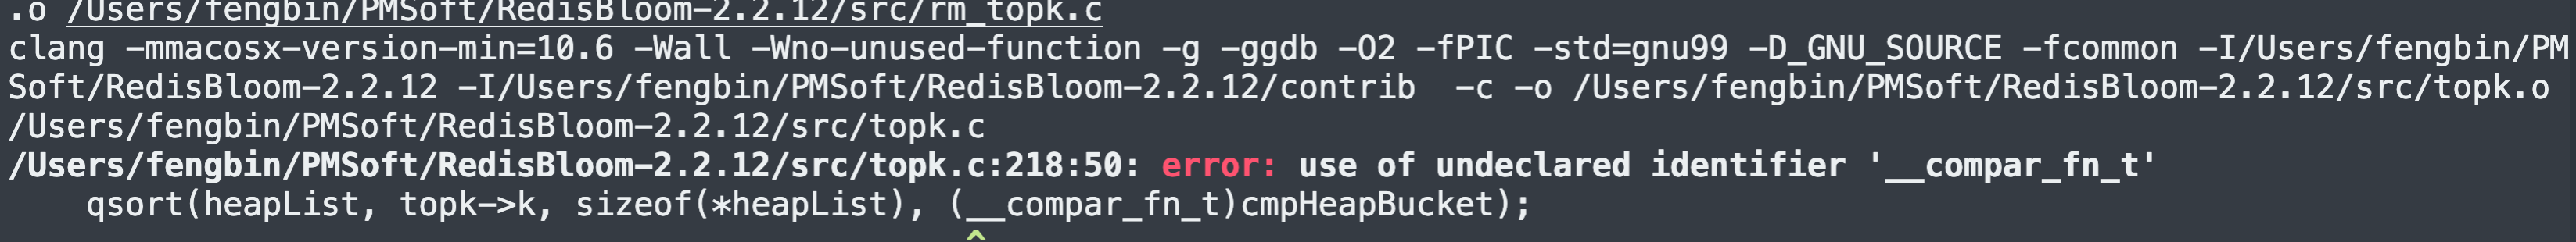 .o /Users/fengbin/PMSoft/RedisBloom-2.2.12/src/rm_topk.c
clang -mmacosx-version-min=10.6 -Wall -Wno-unused-function -g -ggdb -O2 -fPIC -std=gnu99 -D_GNU_SOURCE -fcommon -I/Users/fengbin/PM
Soft/RedisBloom-2.2.12 -I/Users/fengbin/PMSoft/RedisBloom-2.2.12/contrib  -c -o /Users/fengbin/PMSoft/RedisBloom-2.2.12/src/topk.o
/Users/fengbin/PMSoft/RedisBloom-2.2.12/src/topk.c
/Users/fengbin/PMSoft/RedisBloom-2.2.12/src/topk.c:218:50: error: use of undeclared identifier '__compar_fn_t'
    qsort(heapList, topk->k, sizeof(*heapList), (__compar_fn_t)cmpHeapBucket);
                                                 ^